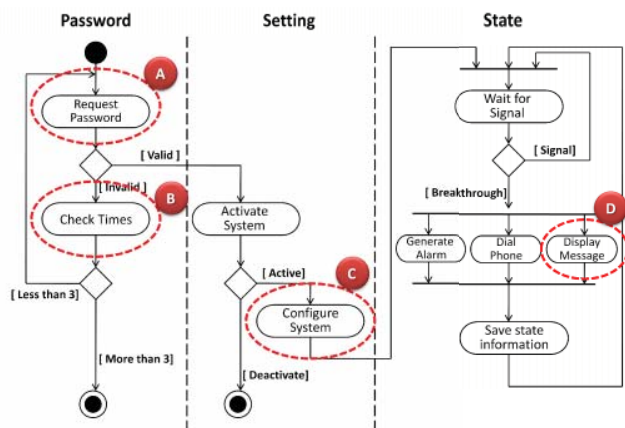 Password
Setting
State
A
Request
Password
[ Valid ]
[ Invalid ]
B
Check Times
[ Less than 3 ]
[ More than 3 ]
Activate
System
[ Active ]
C
Configure
System
[ Deactivate]
Wait for
Signal
[ Signal]
[ Breakthrough ]
D
Generate
Alarm
Dial
Phone
Display
Message
Save state
information